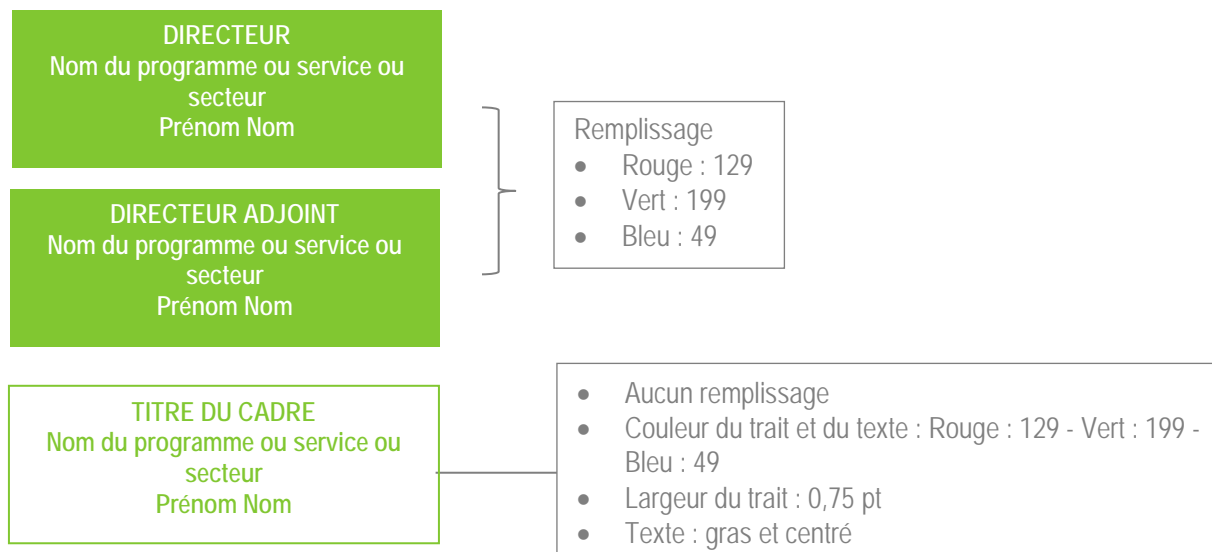 DIRECTEUR
Nom du programme ou service ou
secteur
Prénom Nom
DIRECTEUR ADJOINT
Nom du programme ou service ou
secteur
Prénom Nom
Remplissage
● Rouge : 129
● Vert : 199
● Bleu : 49
TITRE DU CADRE
Nom du programme ou service ou
secteur
Prénom Nom
● Aucun remplissage
● Couleur du trait et du texte : Rouge : 129 - Vert : 199 -
Bleu : 49
● Largeur du trait : 0,75 pt
● Texte : gras et centré